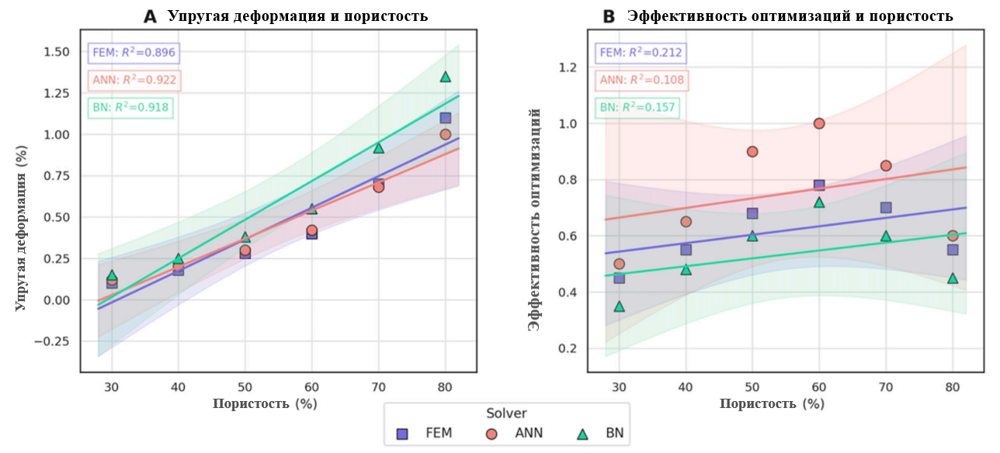 A Упругая деформация и пористость
FEM: R²=0.896
ANN: R²=0.922
BN: R²=0.918
Упругая деформация (%)
1.50
1.25
1.00
0.75
0.50
0.25
0.00
−0.25
30 40 50 60 70 80
Пористость (%)
B Эффективность оптимизаций и пористость
FEM: R²=0.212
ANN: R²=0.108
BN: R²=0.157
Эффективность оптимизаций
1.2
1.0
0.8
0.6
0.4
0.2
30 40 50 60 70 80
Пористость (%)
Solver
FEM ANN BN